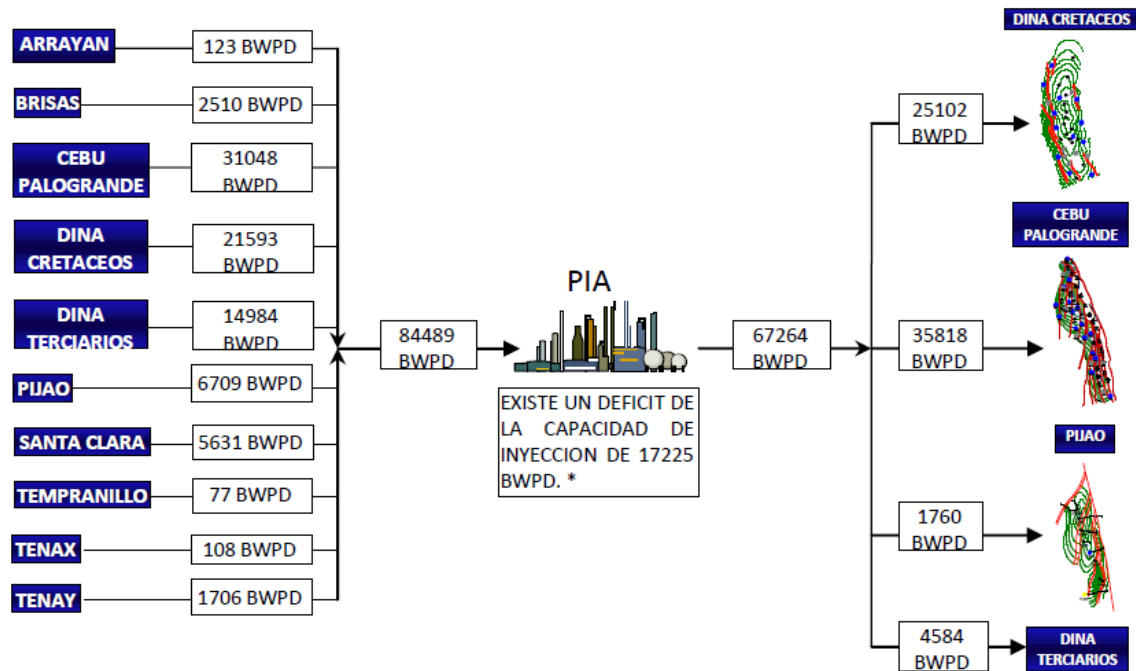 ARRAYAN
123 BWPD
BRISAS
2510 BWPD
CEBU
PALOGRANDE
31048
BWPD
DINA
CRETACEOS
21593
BWPD
DINA
TERCIARIOS
14984
BWPD
PIJAO
6709 BWPD
SANTA CLARA
5631 BWPD
TEMPRANILLO
77 BWPD
TENAX
108 BWPD
TENAY
1706 BWPD
84489
BWPD
PIA
EXISTE UN DEFICIT DE
LA CAPACIDAD DE
INYECCION DE 17225
BWPD. *
67264
BWPD
25102
BWPD
DINA CRETACEOS
35818
BWPD
CEBU
PALOGRANDE
1760
BWPD
PIJAO
4584
BWPD
DINA
TERCIARIOS